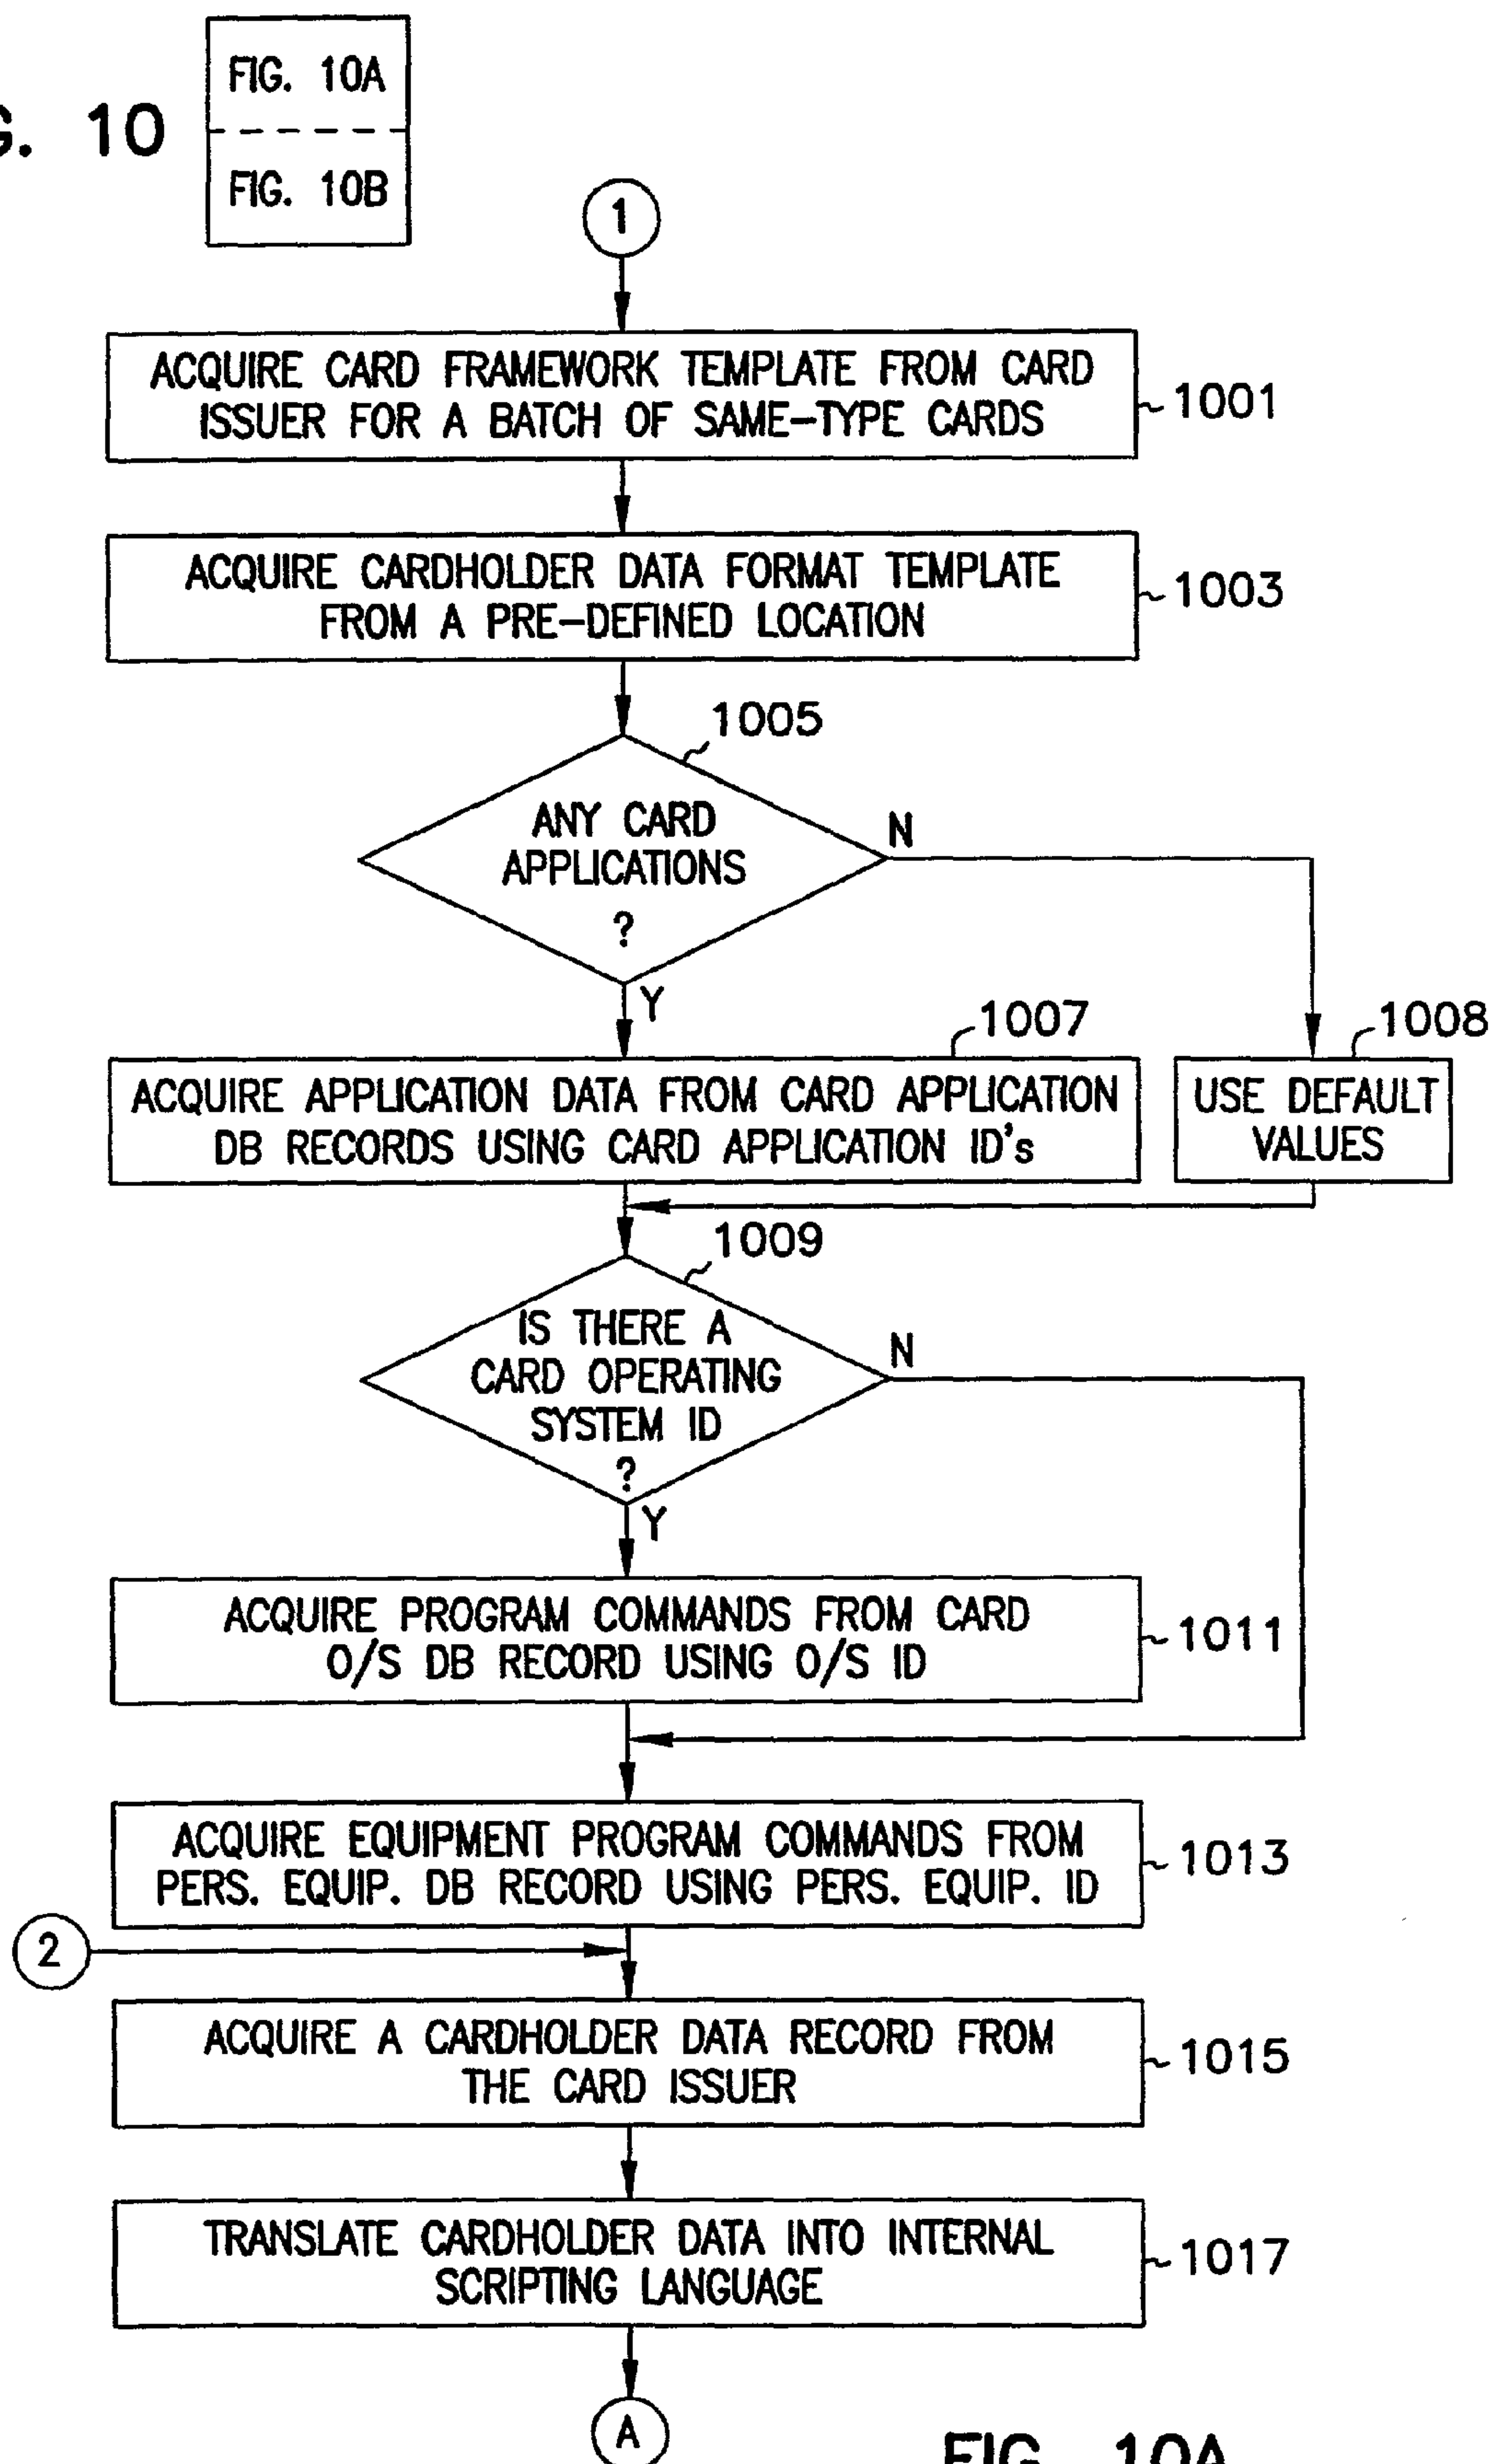 G. 10
FIG. 10A
FIG. 10B
1
ACQUIRE CARD FRAMEWORK TEMPLATE FROM CARD
ISSUER FOR A BATCH OF SAME-TYPE CARDS
1001
ACQUIRE CARDHOLDER DATA FORMAT TEMPLATE
FROM A PRE-DEFINED LOCATION
1003
1005
ANY CARD
APPLICATIONS
?
N
Y
1007
1008
ACQUIRE APPLICATION DATA FROM CARD APPLICATION
DB RECORDS USING CARD APPLICATION ID's
USE DEFAULT
VALUES
1009
IS THERE A
CARD OPERATING
SYSTEM ID
?
N
Y
ACQUIRE PROGRAM COMMANDS FROM CARD
O/S DB RECORD USING O/S ID
1011
ACQUIRE EQUIPMENT PROGRAM COMMANDS FROM
PERS. EQUIP. DB RECORD USING PERS. EQUIP. ID
1013
2
ACQUIRE A CARDHOLDER DATA RECORD FROM
THE CARD ISSUER
1015
TRANSLATE CARDHOLDER DATA INTO INTERNAL
SCRIPTING LANGUAGE
1017
A
FIG. 10A